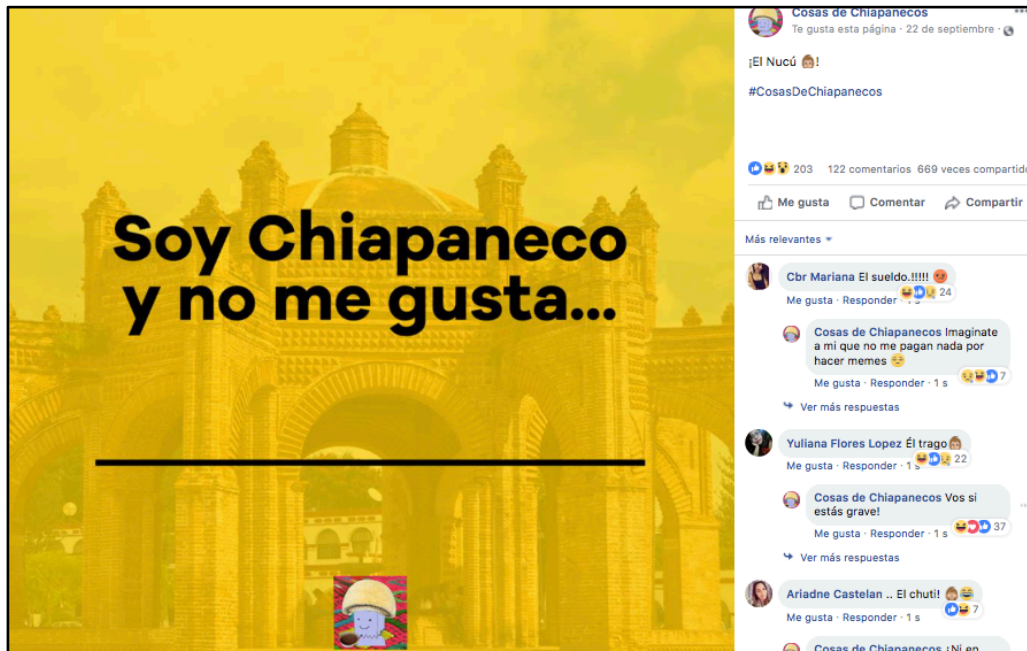 Soy Chiapaneco
y no me gusta...
Cosas de Chiapanecos
Te gusta esta página · 22 de septiembre ·
¡El Nucú !
#CosasDeChiapanecos
203 122 comentarios 669 veces compartido
Me gusta Comentar Compartir
Más relevantes
Cbr Mariana El sueldo.!!!!!
24
Me gusta · Responder ·
Cosas de Chiapanecos Imaginate
a mi que no me pagan nada por
hacer memes
7
Me gusta · Responder · 1 s
Ver más respuestas
Yuliana Flores Lopez Él trago
22
Me gusta · Responder · 1 s
Cosas de Chiapanecos Vos si
estás grave!
37
Me gusta · Responder · 1 s
Ver más respuestas
Ariadne Castelan .. El chuti!
7
Me gusta · Responder · 1 s
Cosas de Chiapanecos ¡Ni en